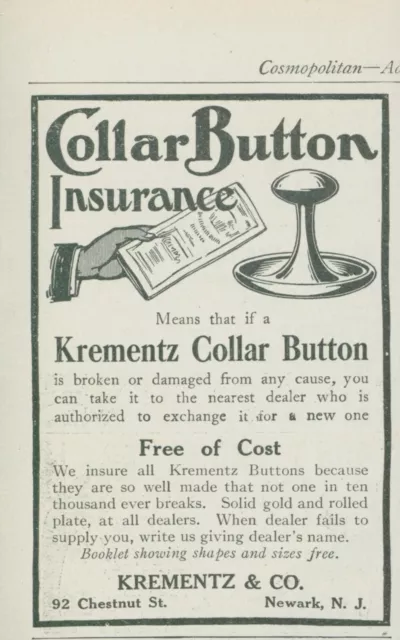 Cosmopolitan—Ad
Collar Button
Insurance
Means that if a
Krementz Collar Button
is broken or damaged from any cause, you
can take it to the nearest dealer who is
authorized to exchange it for a new one
Free of Cost
We insure all Krementz Buttons because
they are so well made that not one in ten
thousand ever breaks. Solid gold and rolled
plate, at all dealers. When dealer fails to
supply you, write us giving dealer's name.
Booklet showing shapes and sizes free.
KREMENTZ & CO.
92 Chestnut St. Newark, N. J.